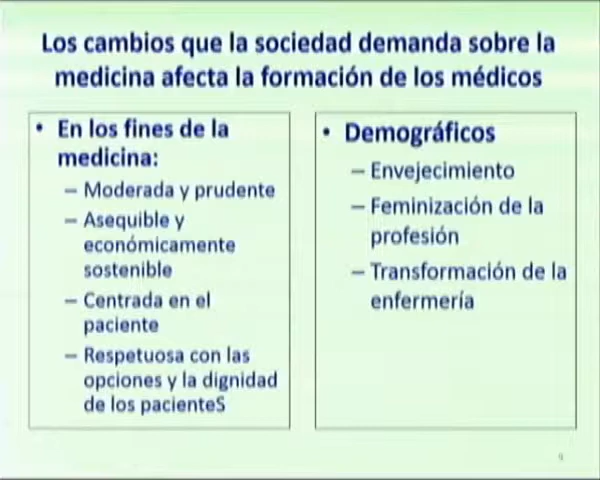 Los cambios que la sociedad demanda sobre la
medicina afecta la formación de los médicos
• En los fines de la
medicina:
– Moderada y prudente
– Asequible y
económicamente
sostenible
– Centrada en el
paciente
– Respetuosa con las
opciones y la dignidad
de los pacienteS
• Demográficos
– Envejecimiento
– Feminización de la
profesión
– Transformación de la
enfermería
9